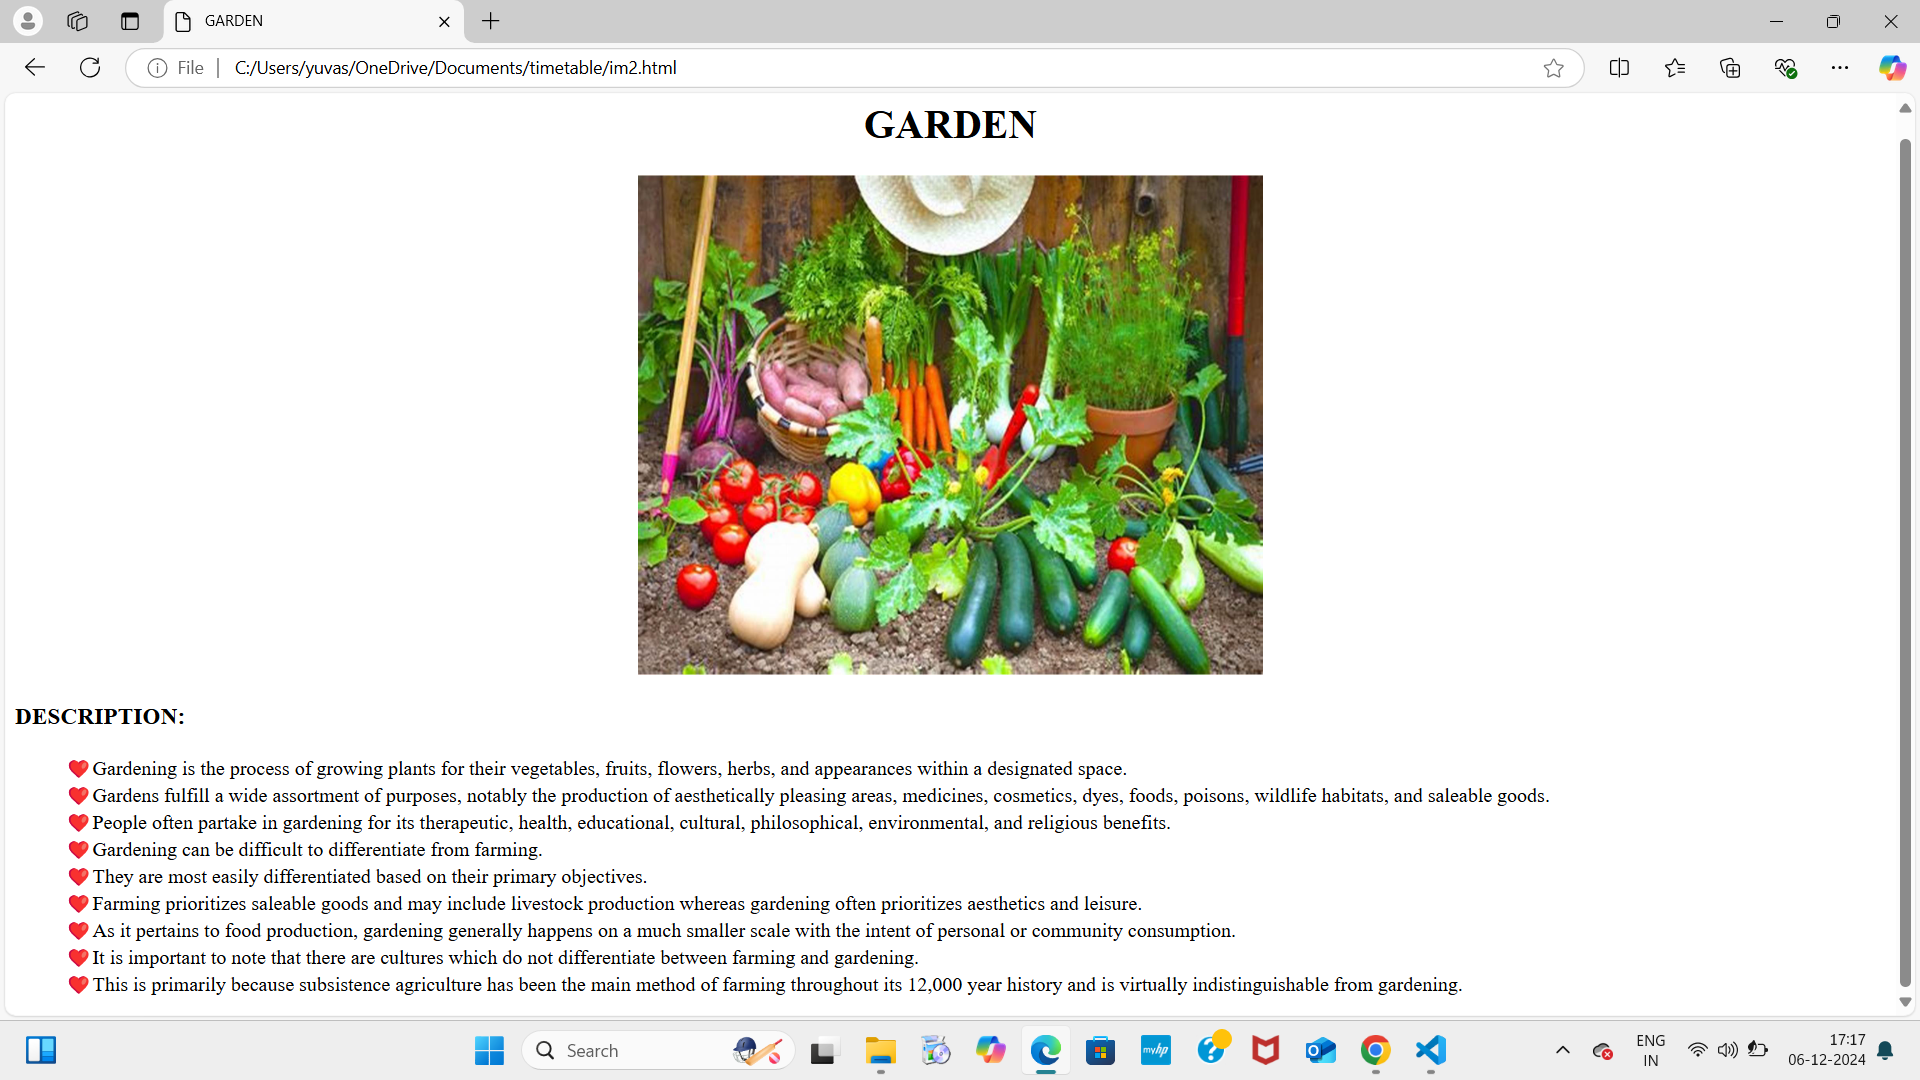 GARDEN
File
C:/Users/yuvas/OneDrive/Documents/timetable/im2.html
GARDEN
DESCRIPTION:
Gardening is the process of growing plants for their vegetables, fruits, flowers, herbs, and appearances within a designated space.
Gardens fulfill a wide assortment of purposes, notably the production of aesthetically pleasing areas, medicines, cosmetics, dyes, foods, poisons, wildlife habitats, and saleable goods.
People often partake in gardening for its therapeutic, health, educational, cultural, philosophical, environmental, and religious benefits.
Gardening can be difficult to differentiate from farming.
They are most easily differentiated based on their primary objectives.
Farming prioritizes saleable goods and may include livestock production whereas gardening often prioritizes aesthetics and leisure.
As it pertains to food production, gardening generally happens on a much smaller scale with the intent of personal or community consumption.
It is important to note that there are cultures which do not differentiate between farming and gardening.
This is primarily because subsistence agriculture has been the main method of farming throughout its 12,000 year history and is virtually indistinguishable from gardening.
Search
myhp
ENG
IN
17:17
06-12-2024